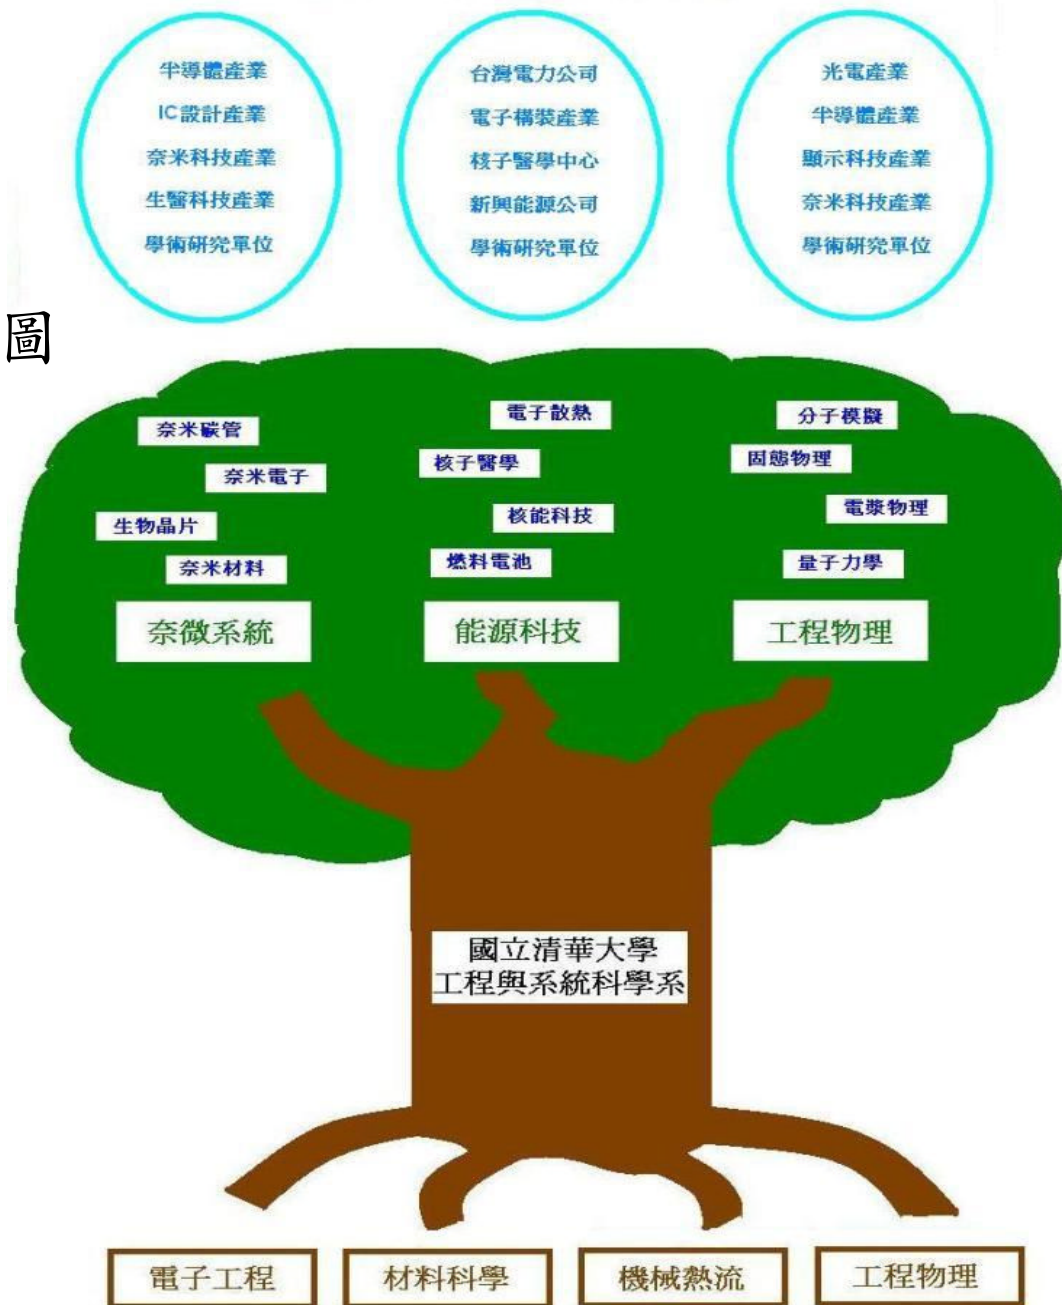 半導體產業
IC設計產業
奈米科技產業
生醫科技產業
學術研究單位
台灣電力公司
電子構裝產業
核子醫學中心
新興能源公司
學術研究單位
光電產業
半導體產業
顯示科技產業
奈米科技產業
學術研究單位
圖
奈米碳管
奈米電子
生物晶片
奈米材料
奈微系統
電子散熱
核子醫學
核能科技
燃料電池
能源科技
分子模擬
固態物理
電漿物理
量子力學
工程物理
國立清華大學
工程與系統科學系
電子工程
材料科學
機械熱流
工程物理